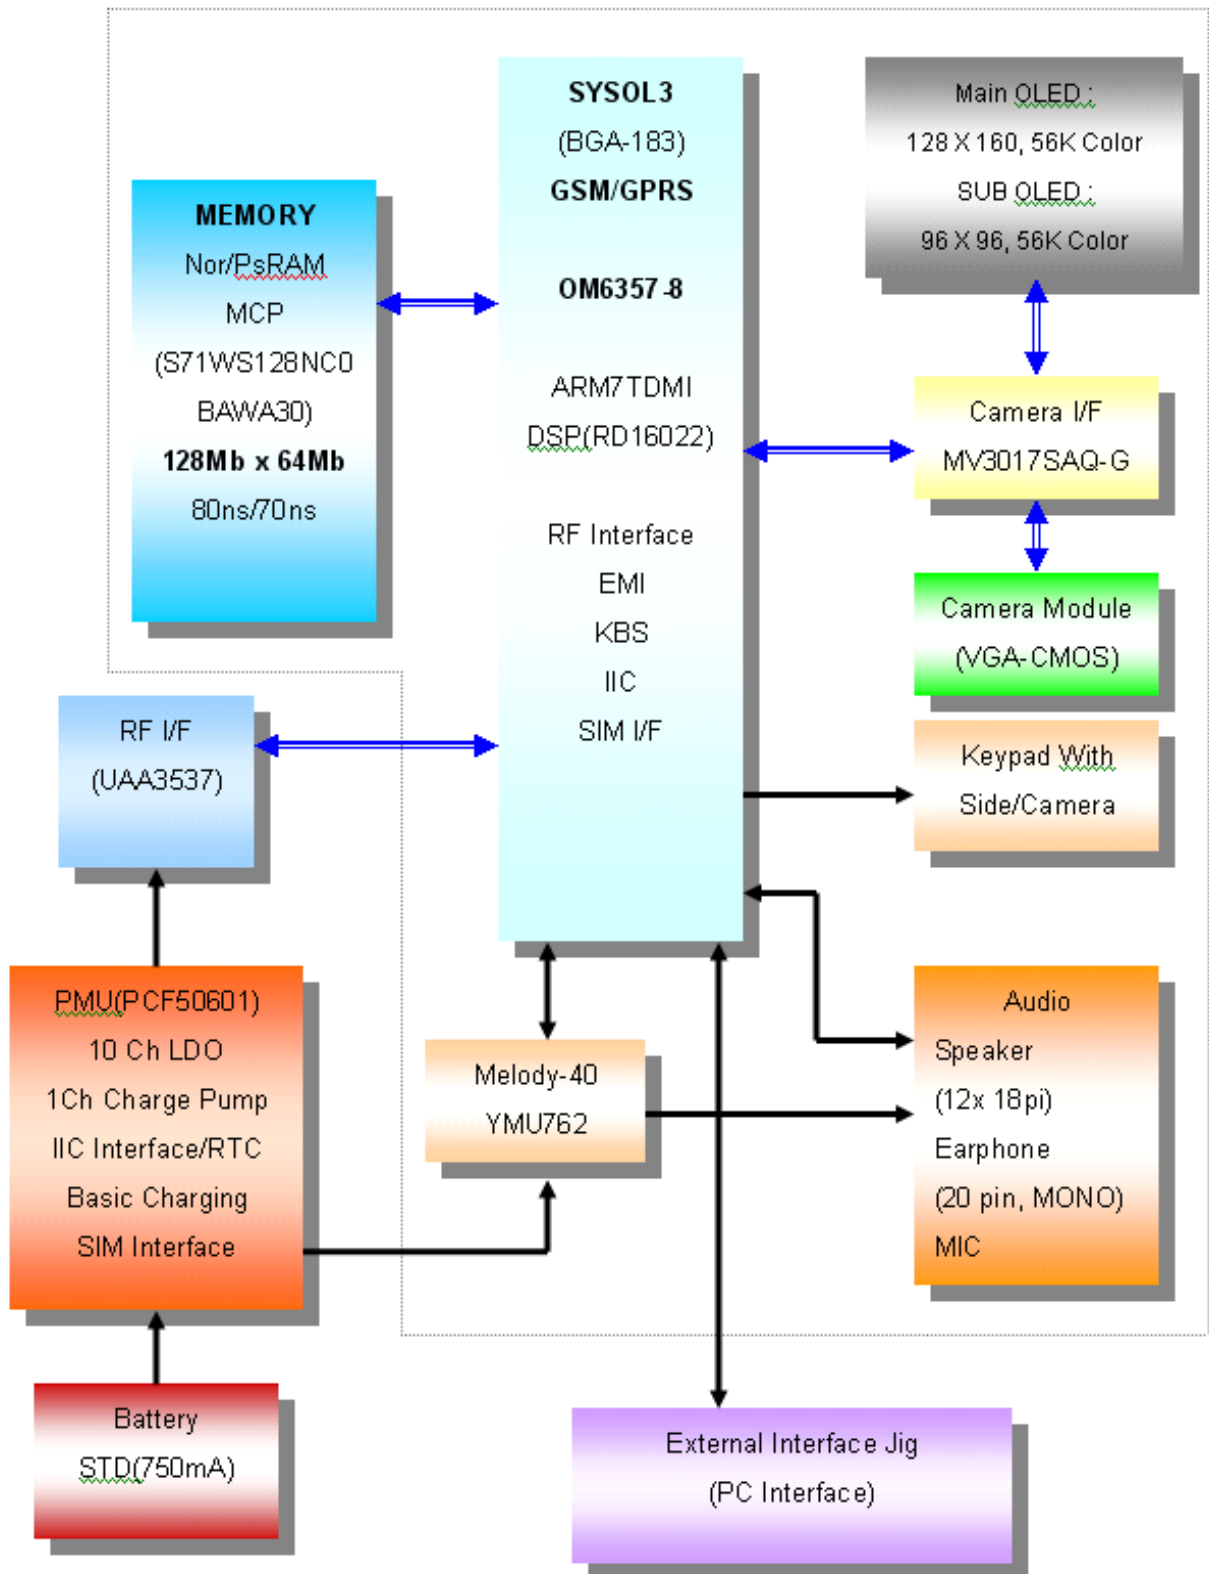 SYSOL3
(BGA-183)
GSM/GPRS
OM6357-8
ARM7TDMI
DSP(RD16022)
RF Interface
EMI
KBS
IIC
SIM I/F
Main OLED :
128 X 160, 56K Color
SUB OLED :
96 X 96, 56K Color
MEMORY
Nor/PsRAM
MCP
(S71WS128NC0
BAWA30)
128Mb x 64Mb
80ns/70ns
Camera I/F
MV3017SAQ-G
Camera Module
(VGA-CMOS)
RF I/F
(UAA3537)
Keypad With
Side/Camera
PMU(PCF50601)
10 Ch LDO
1Ch Charge Pump
IIC Interface/RTC
Basic Charging
SIM Interface
Melody-40
YMU762
Audio
Speaker
(12x 18pi)
Earphone
(20 pin, MONO)
MIC
Battery
STD(750mA)
External Interface Jig
(PC Interface)